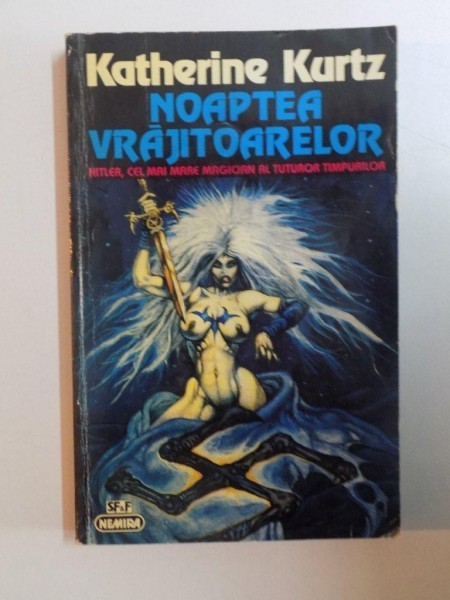 Katherine Kurtz
NOAPTEA
VRĂJITOARELOR
HITLER, CEL MAI MARE MAGICIAN AL TUTUROR TIMPURILOR
SF&F
NEMIRA